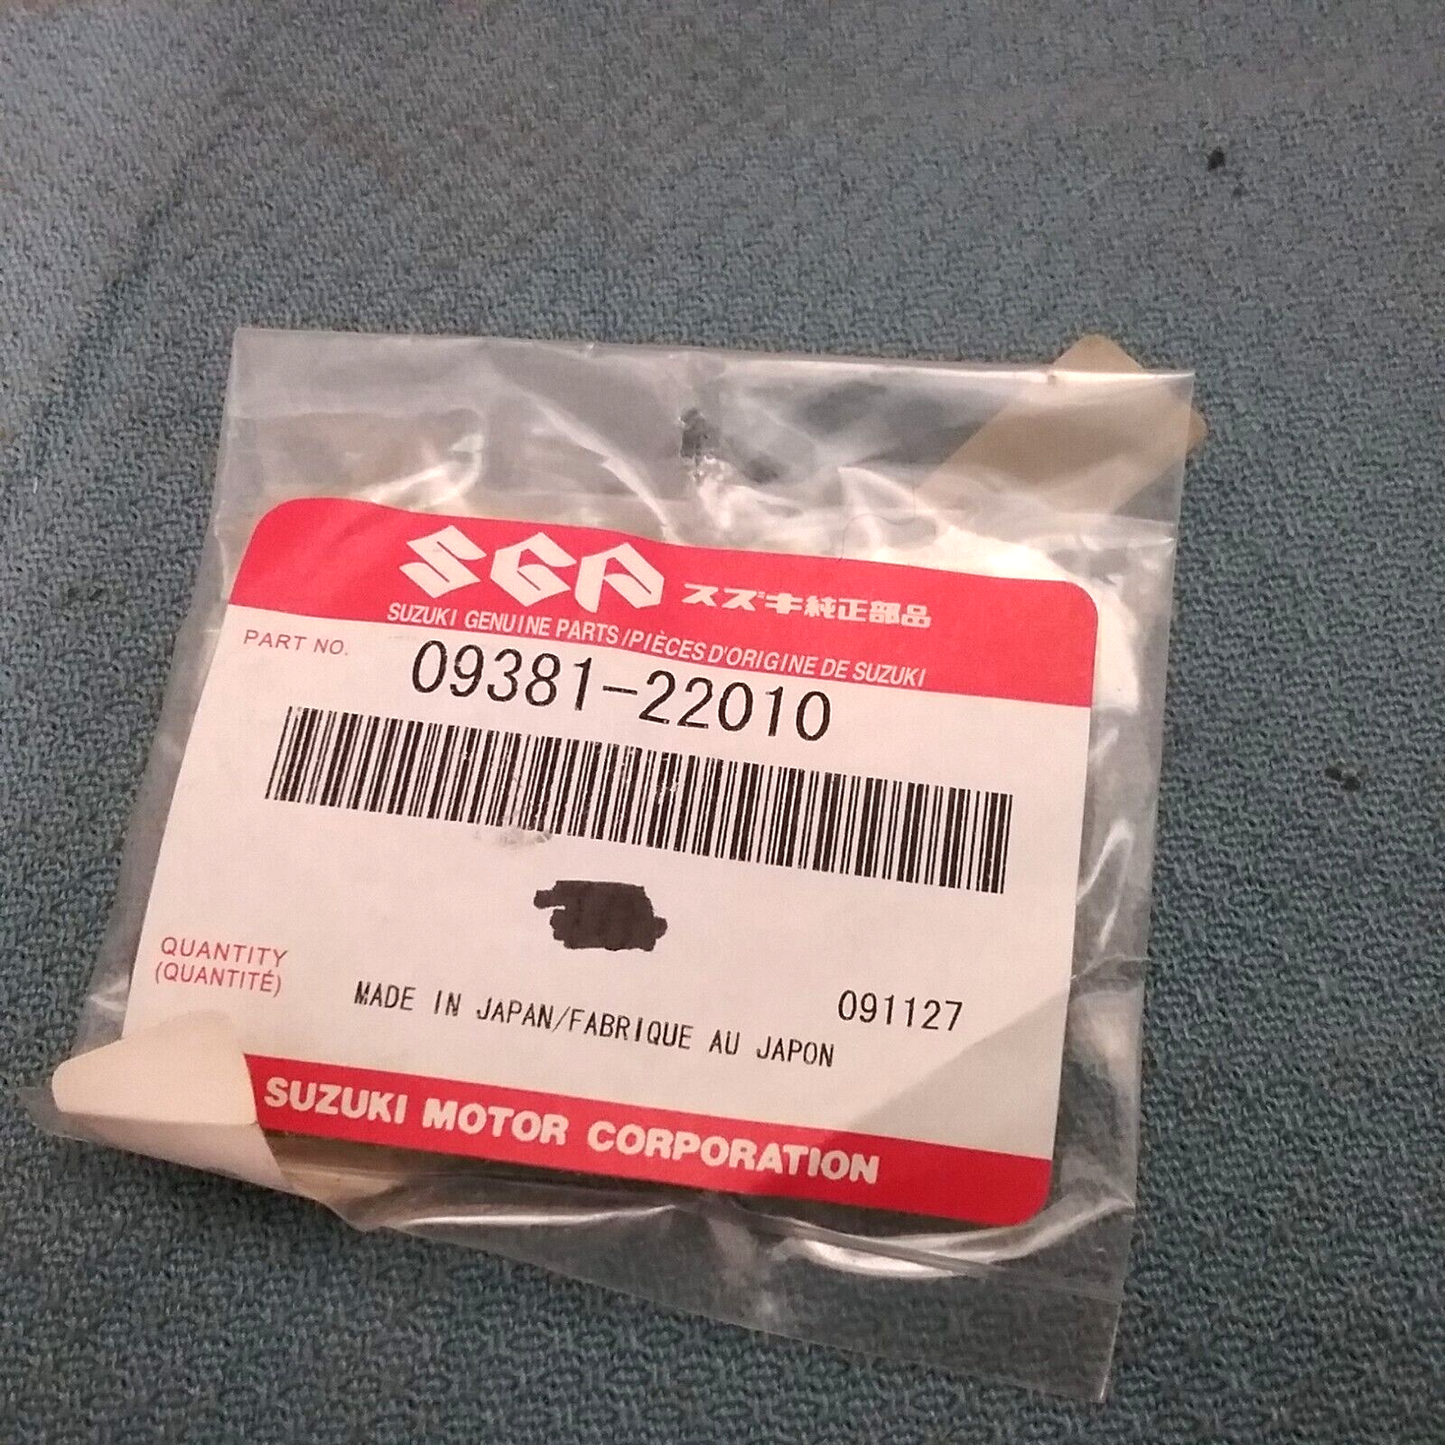 SGP スズキ純正部品
SUZUKI GENUINE PARTS/PIÈCES D'ORIGINE DE SUZUKI
PART NO. 09381-22010
QUANTITY
(QUANTITÉ)
MADE IN JAPAN/FABRIQUE AU JAPON
091127
SUZUKI MOTOR CORPORATION